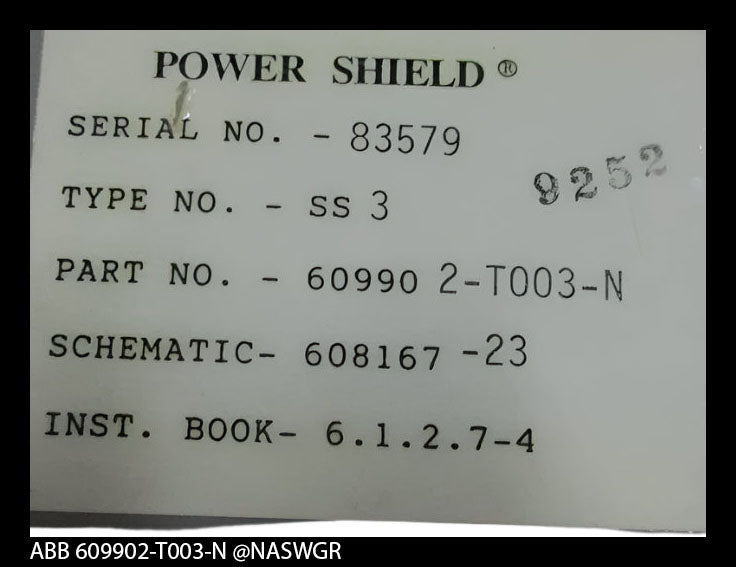 POWER SHIELD ®
SERIAL NO. - 83579
9252
TYPE NO. - SS 3
PART NO. - 60990 2-T003-N
SCHEMATIC- 608167 -23
INST. BOOK- 6.1.2.7-4
ABB 609902-T003-N @NASWGR